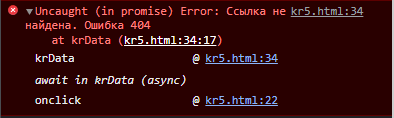 Uncaught (in promise) Error: Ссылка не kr5.html:34
найдена. Ошибка 404
at krData (kr5.html:34:17)
krData @ kr5.html:34
await in krData (async)
onclick @ kr5.html:22